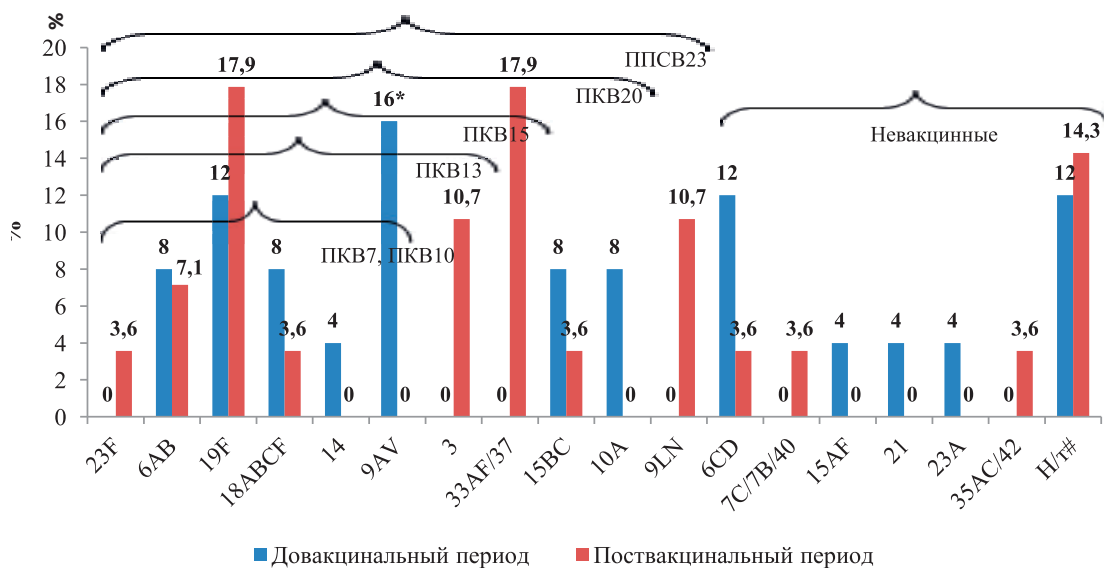 %
20
18
16
14
12
10
8
6
4
2
0
%
ППСВ23
ПКВ20
ПКВ15
ПКВ13
ПКВ7, ПКВ10
Невакцинные
0 3,6
8 7,1
12 17,9
8 3,6
4 0
16* 0
0 10,7
0 17,9
8 3,6
8 0
0 10,7
12 3,6
0 3,6
4 0
4 0
4 0
0 3,6
12 14,3
23F
6AB
19F
18ABCF
14
9AV
3
33AF/37
15BC
10A
9LN
6CD
7C/7B/40
15AF
21
23A
35AC/42
Н/т#
Довакцинальный период
Поствакцинальный период